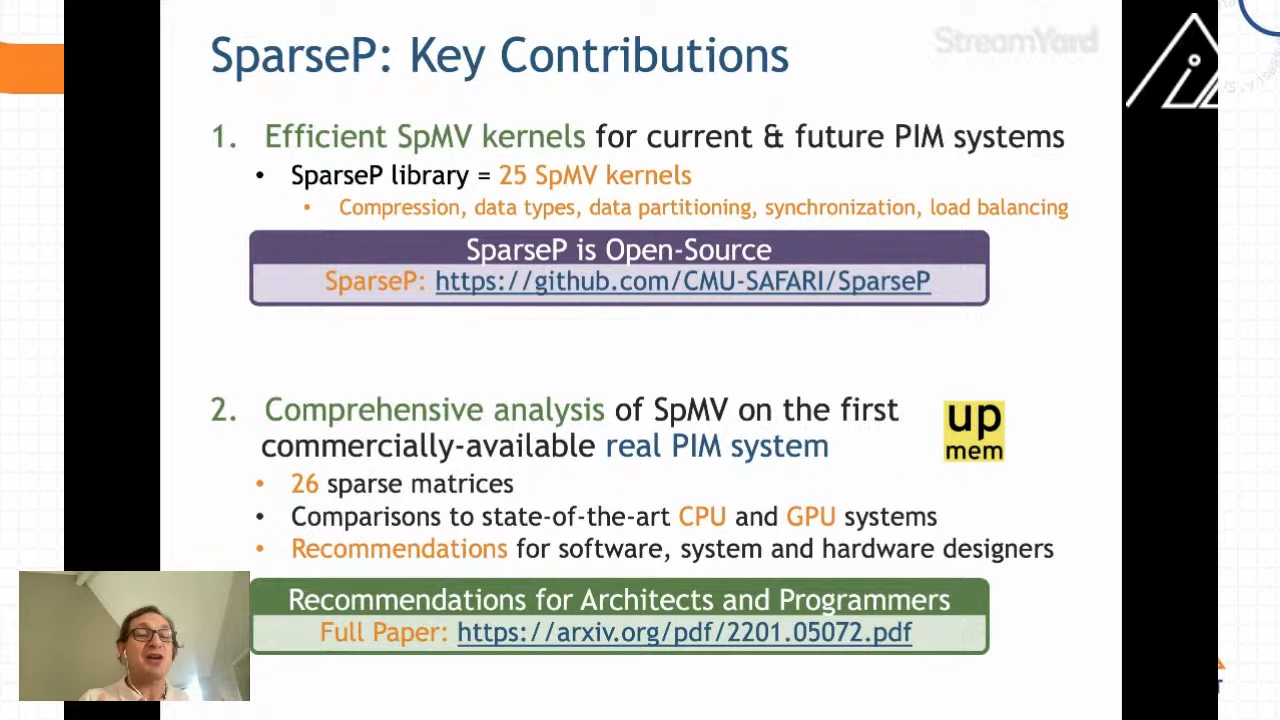 SparseP: Key Contributions
StreamYard
1. Efficient SpMV kernels for current & future PIM systems
• SparseP library = 25 SpMV kernels
• Compression, data types, data partitioning, synchronization, load balancing
SparseP is Open-Source
SparseP: https://github.com/CMU-SAFARI/SparseP
2. Comprehensive analysis of SpMV on the first
commercially-available real PIM system
up
mem
• 26 sparse matrices
• Comparisons to state-of-the-art CPU and GPU systems
• Recommendations for software, system and hardware designers
Recommendations for Architects and Programmers
Full Paper: https://arxiv.org/pdf/2201.05072.pdf